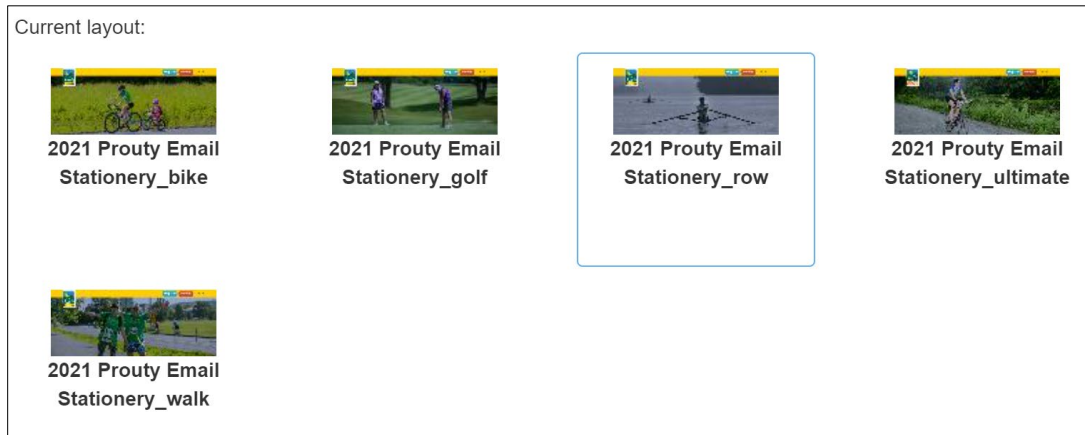 Current layout:
2021 Prouty Email
Stationery_bike
2021 Prouty Email
Stationery_golf
2021 Prouty Email
Stationery_row
2021 Prouty Email
Stationery_ultimate
2021 Prouty Email
Stationery_walk